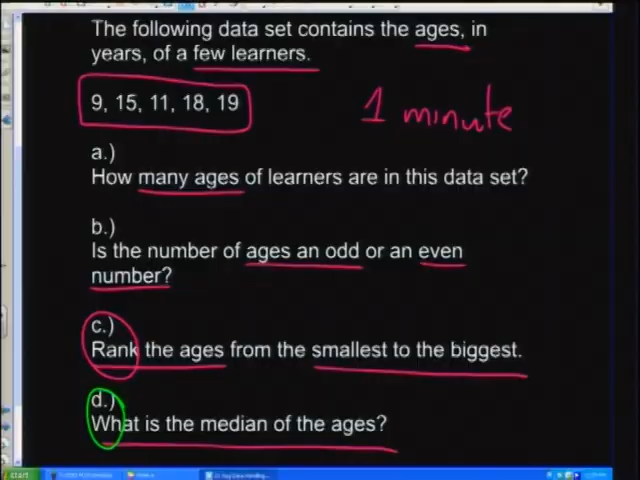 The following data set contains the ages, in
years, of a few learners.
9, 15, 11, 18, 19
1 minute
a.)
How many ages of learners are in this data set?
b.)
Is the number of ages an odd or an even
number?
c.)
Rank the ages from the smallest to the biggest.
d.)
What is the median of the ages?
start